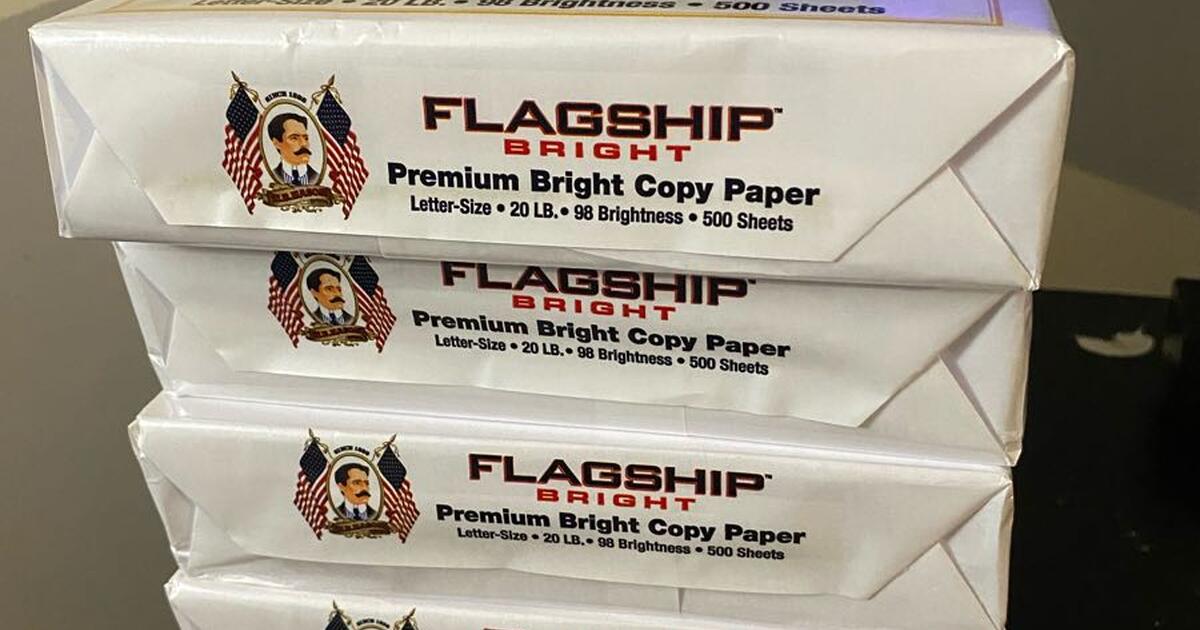 Letter-Size • 20 LB. • 98 Brightness • 500 Sheets
SINCE 1890
FLAGSHIP™
BRIGHT
Premium Bright Copy Paper
Letter-Size • 20 LB. • 98 Brightness • 500 Sheets
FLAGSHIP™
BRIGHT
Premium Bright Copy Paper
Letter-Size • 20 LB. • 98 Brightness • 500 Sheets
FLAGSHIP™
BRIGHT
Premium Bright Copy Paper
Letter-Size • 20 LB. • 98 Brightness • 500 Sheets